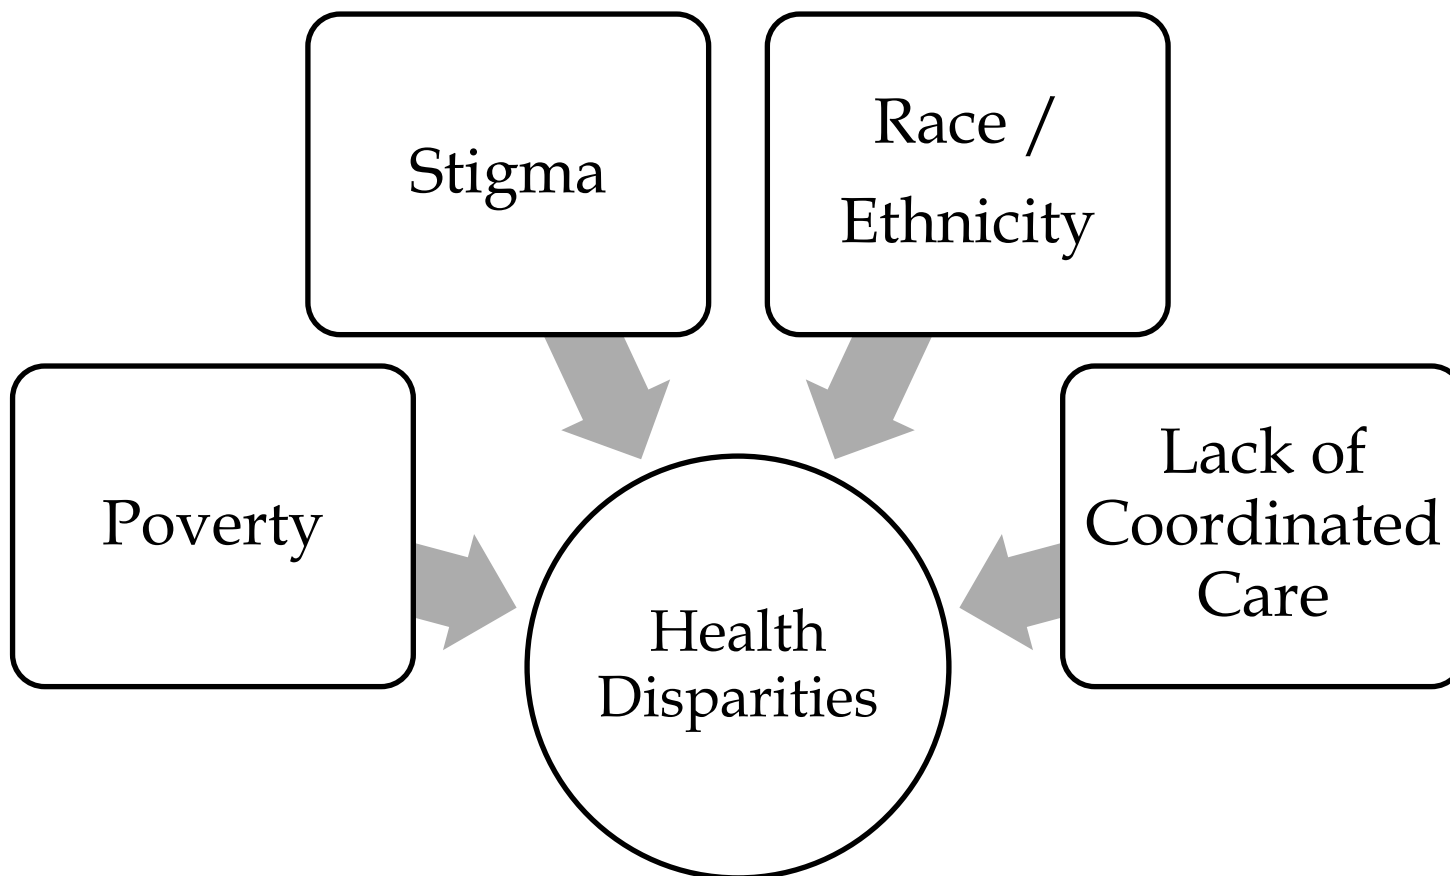 Stigma
Race /
Ethnicity
Poverty
Lack of
Coordinated
Care
Health
Disparities